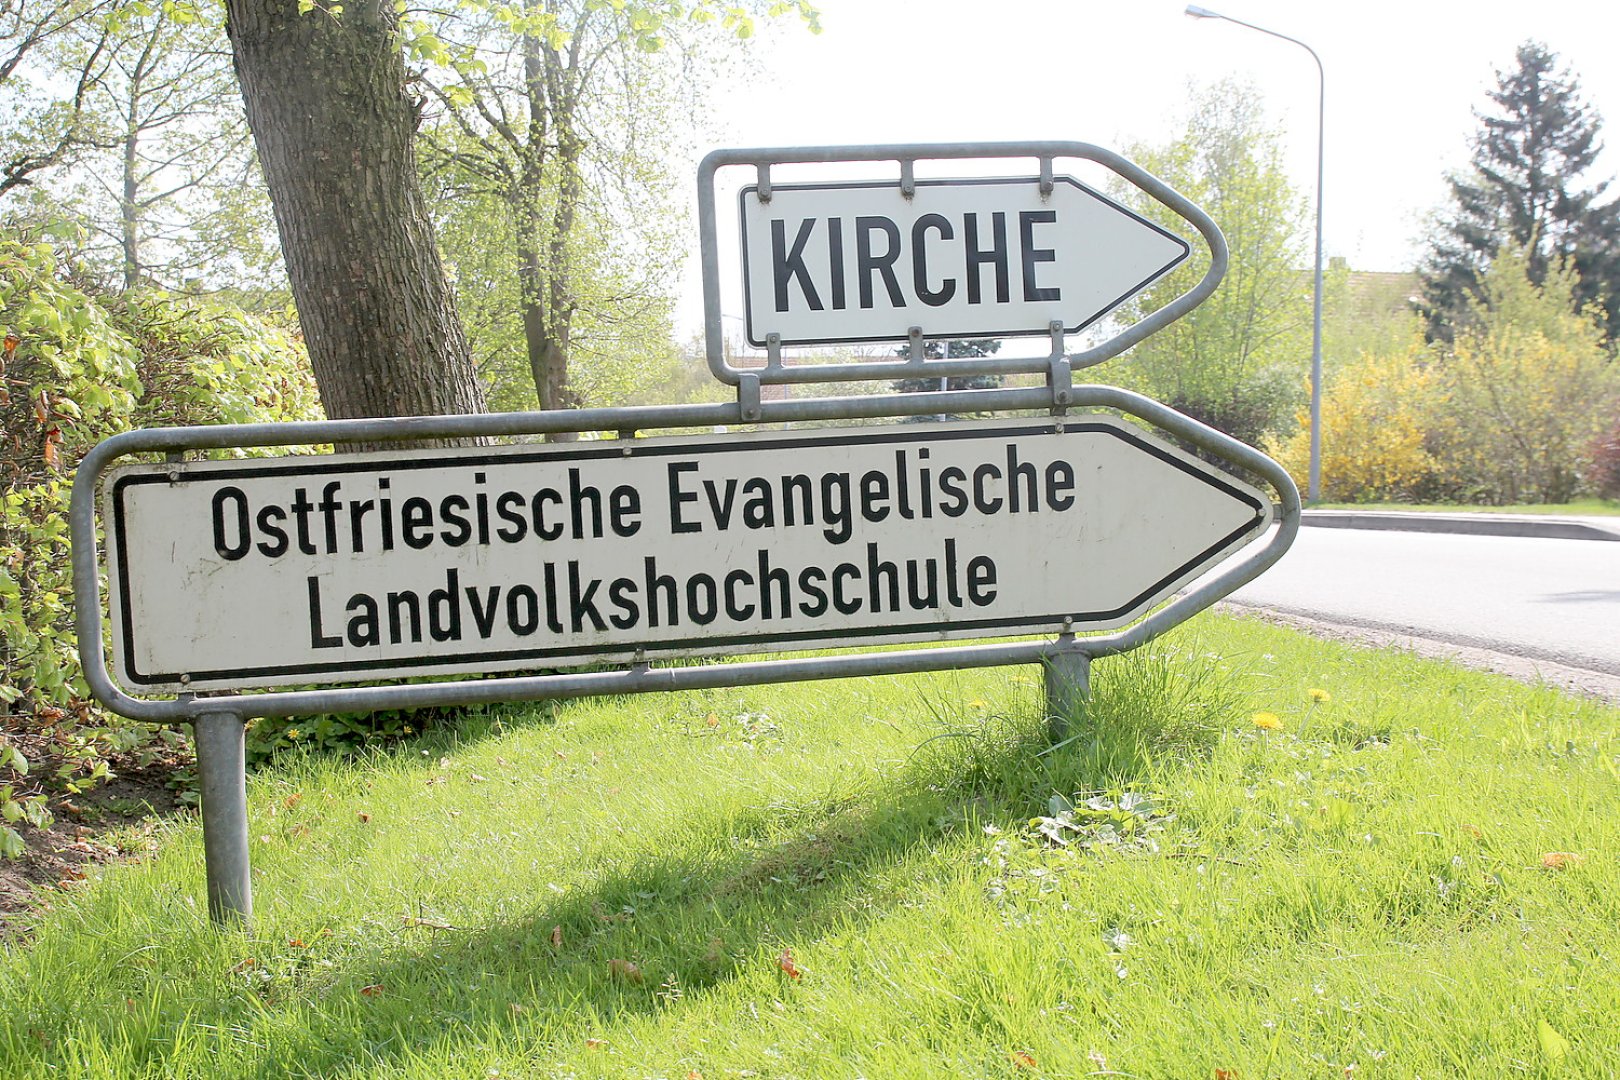 KIRCHE
Ostfriesische Evangelische
Landvolkshochschule